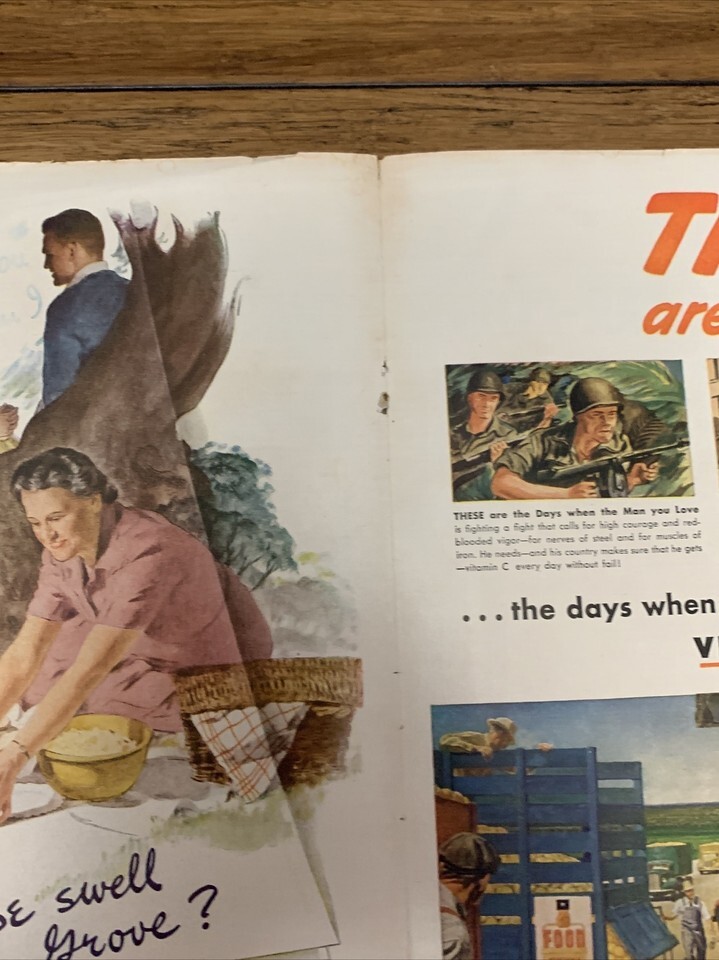 swell
Grove?
are
THESE are the Days when the Man you Love
is fighting a fight that calls for high courage and red-
blooded vigor—for nerves of steel and for muscles of
iron. He needs—and his country makes sure that he gets
—vitamin C every day without fail!
...the days when
FOOD